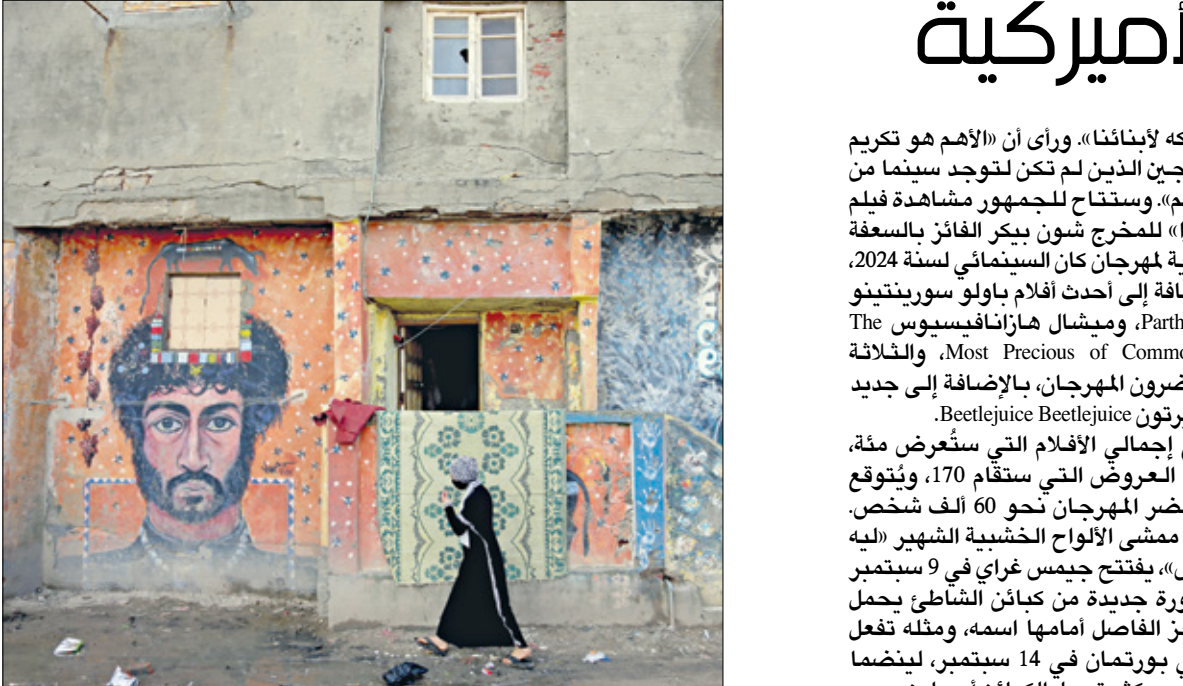 أميركية
كه لأبنائنا». ورأى أن «الأهم هو تكريم
جين الذين لم تكن لتوجد سينما من
م». وستتاح للجمهور مشاهدة فيلم
ا» للمخرج شون بيكر الفائز بالسعفة
ية لمهرجان كان السينمائي لسنة 2024،
افة إلى أحدث أفلام باولو سورينتينو
Parth، وميشال هازانافيسيوس The
Most Precious of Commo، والثلاثة
ضرون المهرجان، بالإضافة إلى جديد
يرتون Beetlejuice Beetlejuice.
إجمالي الأفلام التي ستُعرض مئة،
العروض التي ستقام 170، ويُتوقع
ضر المهرجان نحو 60 ألف شخص.
ممشى الألواح الخشبية الشهير «ليه
»، يفتتح جيمس غراي في 9 سبتمبر
ورة جديدة من كبائن الشاطئ يحمل
ز الفاصل أمامها اسمه، ومثله تفعل
ي بورتمان في 14 سبتمبر، لينضما